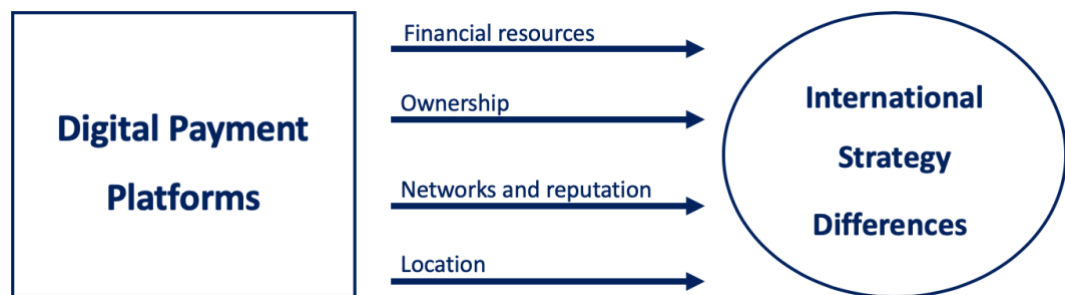 Digital Payment
Platforms
Financial resources
Ownership
Networks and reputation
Location
International
Strategy
Differences